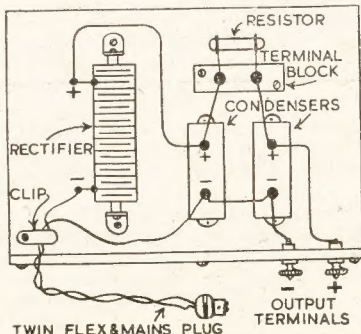 RESISTOR
TERMINAL
BLOCK
CONDENSERS
+
RECTIFIER
+
+
CLIP
−
−
−
−
+
OUTPUT
TERMINALS
TWIN FLEX & MAINS PLUG